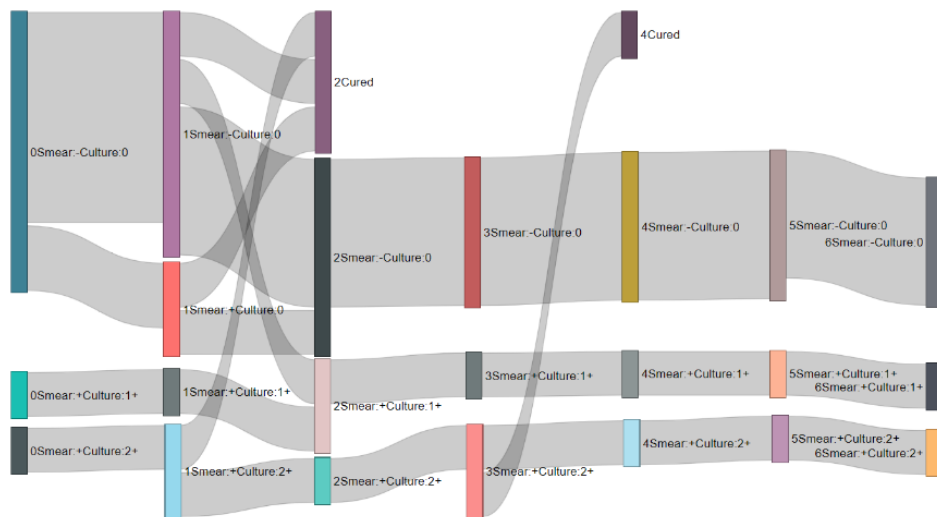 4Cured
2Cured
1Smear:-Culture:0
0Smear:-Culture:0
5Smear:-Culture:0
4Smear:-Culture:0
3Smear:-Culture:0
6Smear:-Culture:0
2Smear:-Culture:0
1Smear:+Culture:0
5Smear:+Culture:1+
3Smear:+Culture:1+
4Smear:+Culture:1+
6Smear:+Culture:1+
1Smear:+Culture:1+
0Smear:+Culture:1+
2Smear:+Culture:1+
5Smear:+Culture:2+
4Smear:+Culture:2+
0Smear:+Culture:2+
6Smear:+Culture:2+
1Smear:+Culture:2+
3Smear:+Culture:2+
2Smear:+Culture:2+